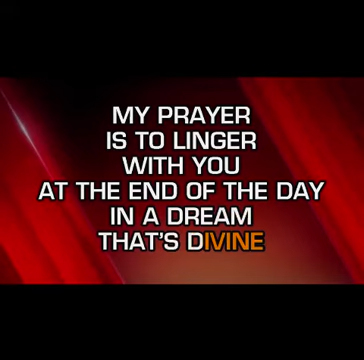 MY PRAYER
IS TO LINGER
WITH YOU
AT THE END OF THE DAY
IN A DREAM
THAT'S DIVINE